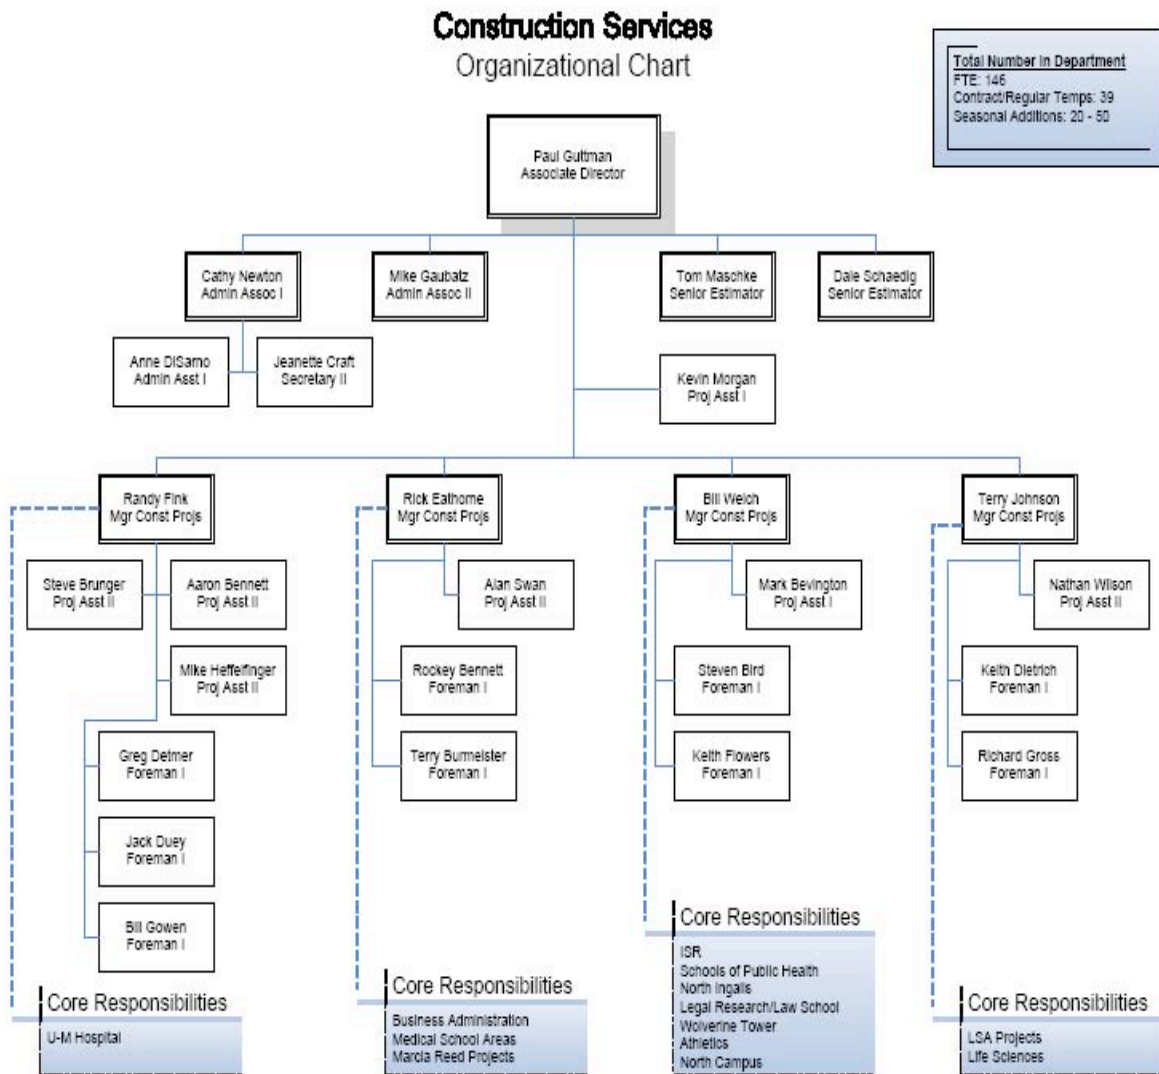 Construction Services
Organizational Chart
Total Number in Department
FTE: 146
Contract/Regular Temps: 39
Seasonal Additions: 20 - 50
Paul Guttman
Associate Director
Cathy Newton
Admin Assoc I
Mike Gaubatz
Admin Assoc II
Tom Maschke
Senior Estimator
Dale Schaedig
Senior Estimator
Anne DiSarno
Admin Asst I
Jeanette Craft
Secretary II
Kevin Morgan
Proj Asst I
Randy Fink
Mgr Const Projs
Rick Eathorne
Mgr Const Projs
Bill Welch
Mgr Const Projs
Terry Johnson
Mgr Const Projs
Steve Brunger
Proj Asst II
Aaron Bennett
Proj Asst II
Alan Swan
Proj Asst II
Mark Bevington
Proj Asst I
Nathan Wilson
Proj Asst II
Mike Heffelfinger
Proj Asst II
Rockey Bennett
Foreman I
Steven Bird
Foreman I
Keith Dietrich
Foreman I
Greg Detmer
Foreman I
Terry Burmeister
Foreman I
Keith Flowers
Foreman I
Richard Gross
Foreman I
Jack Duey
Foreman I
Bill Gowen
Foreman I
Core Responsibilities
U-M Hospital
Core Responsibilities
Business Administration
Medical School Areas
Marcia Reed Projects
Core Responsibilities
ISR
Schools of Public Health
North Ingalls
Legal Research/Law School
Wolverine Tower
Athletics
North Campus
Core Responsibilities
LSA Projects
Life Sciences